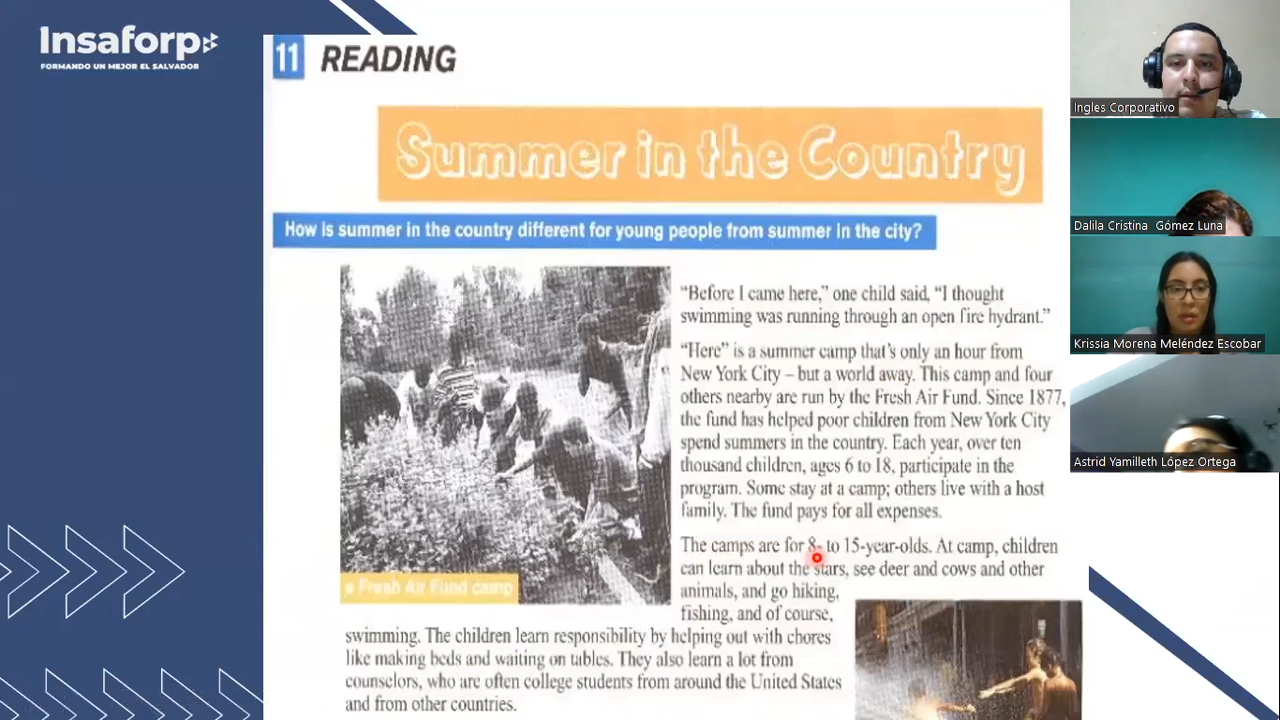 Insaforp
FORMANDO UN MEJOR EL SALVADOR
11 READING
Summer in the Country
How is summer in the country different for young people from summer in the city?
"Before I came here," one child said, "I thought
swimming was running through an open fire hydrant."
"Here" is a summer camp that's only an hour from
New York City – but a world away. This camp and four
others nearby are run by the Fresh Air Fund. Since 1877,
the fund has helped poor children from New York City
spend summers in the country. Each year, over ten
thousand children, ages 6 to 18, participate in the
program. Some stay at a camp; others live with a host
family. The fund pays for all expenses.
The camps are for 8- to 15-year-olds. At camp, children
can learn about the stars, see deer and cows and other
animals, and go hiking,
fishing, and of course,
swimming. The children learn responsibility by helping out with chores
like making beds and waiting on tables. They also learn a lot from
counselors, who are often college students from around the United States
and from other countries.
a Fresh Air Fund camp
Ingles Corporativo
Dalila Cristina Gómez Luna
Krissia Morena Meléndez Escobar
Astrid Yamilleth López Ortega